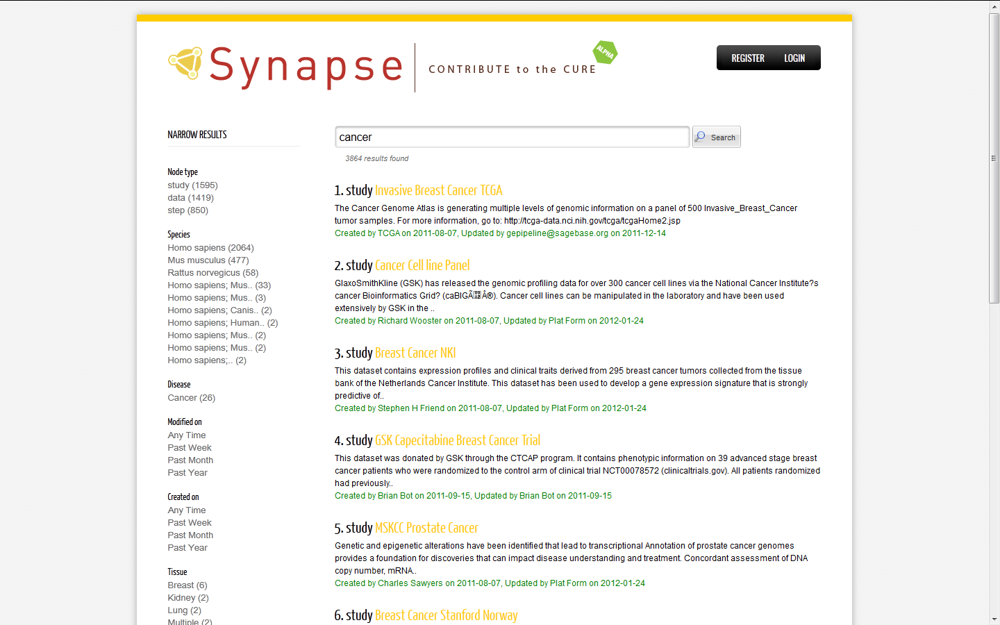 Synapse
CONTRIBUTE to the CURE
ALPHA
REGISTER LOGIN
NARROW RESULTS
Node type
study (1595)
data (1419)
step (850)
Species
Homo sapiens (2064)
Mus musculus (477)
Rattus norvegicus (58)
Homo sapiens; Mus.. (33)
Homo sapiens; Mus.. (3)
Homo sapiens; Canis.. (2)
Homo sapiens; Human.. (2)
Homo sapiens; Mus.. (2)
Homo sapiens; Mus.. (2)
Homo sapiens;.. (2)
Disease
Cancer (26)
Modified on
Any Time
Past Week
Past Month
Past Year
Created on
Any Time
Past Week
Past Month
Past Year
Tissue
Breast (6)
Kidney (2)
Lung (2)
Multiple (2)
cancer
Search
3864 results found
1. study Invasive Breast Cancer TCGA
The Cancer Genome Atlas is generating multiple levels of genomic information on a panel of 500 Invasive_Breast_Cancer
tumor samples. For more information, go to: http://tcga-data.nci.nih.gov/tcga/tcgaHome2.jsp
Created by TCGA on 2011-08-07, Updated by gepipeline@sagebase.org on 2011-12-14
2. study Cancer Cell line Panel
GlaxoSmithKline (GSK) has released the genomic profiling data for over 300 cancer cell lines via the National Cancer Institute?s
cancer Bioinformatics Grid? (caBIGÃÂ®). Cancer cell lines can be manipulated in the laboratory and have been used
extensively by GSK in the ..
Created by Richard Wooster on 2011-08-07, Updated by Plat Form on 2012-01-24
3. study Breast Cancer NKI
This dataset contains expression profiles and clinical traits derived from 295 breast cancer tumors collected from the tissue
bank of the Netherlands Cancer Institute. This dataset has been used to develop a gene expression signature that is strongly
predictive of..
Created by Stephen H Friend on 2011-08-07, Updated by Plat Form on 2012-01-24
4. study GSK Capecitabine Breast Cancer Trial
This dataset was donated by GSK through the CTCAP program. It contains phenotypic information on 39 advanced stage breast
cancer patients who were randomized to the control arm of clinical trial NCT00078572 (clinicaltrials.gov). All patients randomized
had previously..
Created by Brian Bot on 2011-09-15, Updated by Brian Bot on 2011-09-15
5. study MSKCC Prostate Cancer
Genetic and epigenetic alterations have been identified that lead to transcriptional Annotation of prostate cancer genomes
provides a foundation for discoveries that can impact disease understanding and treatment. Concordant assessment of DNA
copy number, mRNA..
Created by Charles Sawyers on 2011-08-07, Updated by Plat Form on 2012-01-24
6. study Breast Cancer Stanford Norway